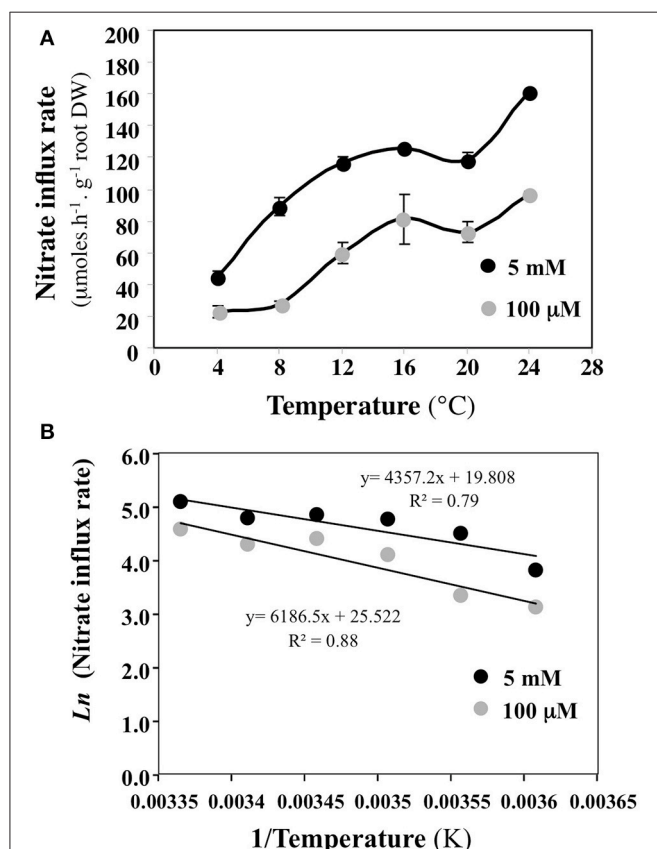 A
Nitrate influx rate
(μmoles.h⁻¹. g⁻¹ root DW)
200
180
160
140
120
100
80
60
40
20
0
0 4 8 12 16 20 24 28
5 mM
100 μM
Temperature (°C)
B
Ln (Nitrate influx rate)
6.0
5.0
4.0
3.0
2.0
1.0
0.0
y= 4357.2x + 19.808
R² = 0.79
y= 6186.5x + 25.522
R² = 0.88
5 mM
100 μM
0.00335 0.0034 0.00345 0.0035 0.00355 0.0036 0.00365
1/Temperature (K)